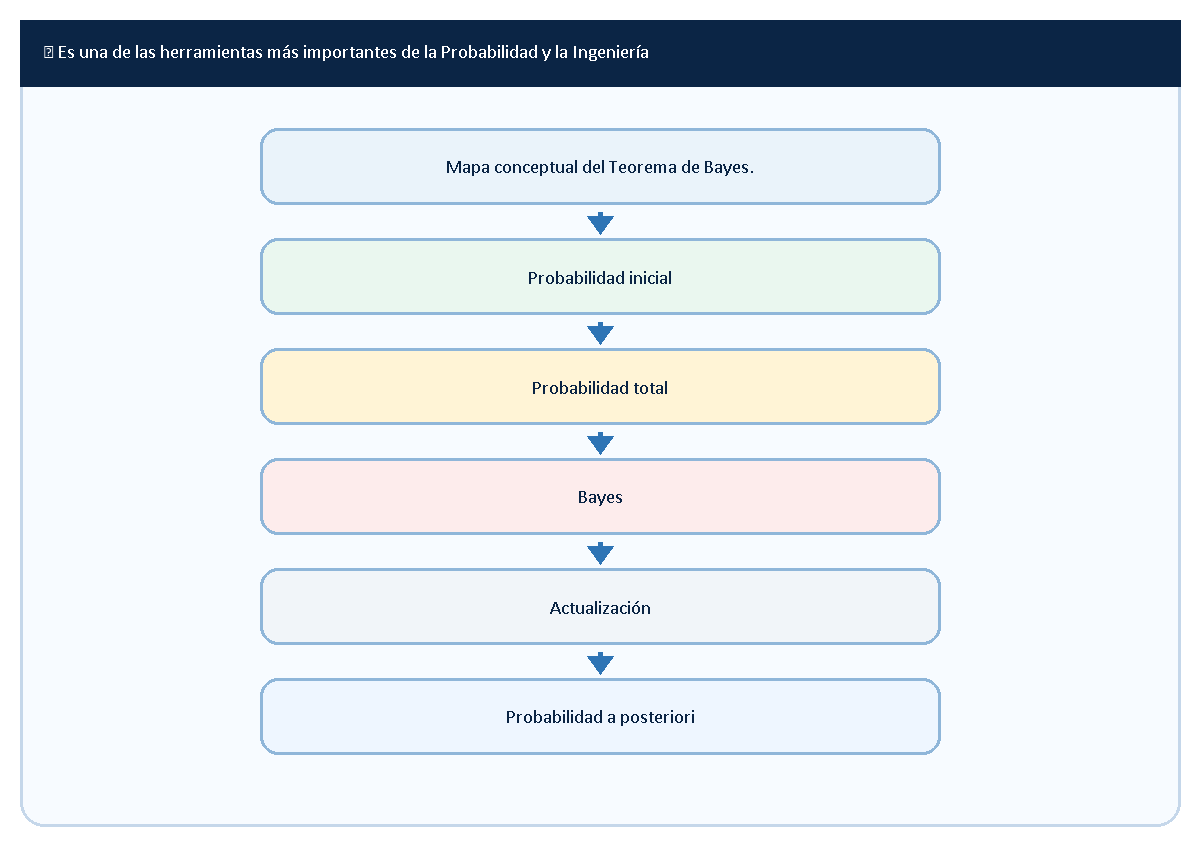 Es una de las herramientas más importantes de la Probabilidad y la Ingeniería
Mapa conceptual del Teorema de Bayes.
Probabilidad inicial
Probabilidad total
Bayes
Actualización
Probabilidad a posteriori